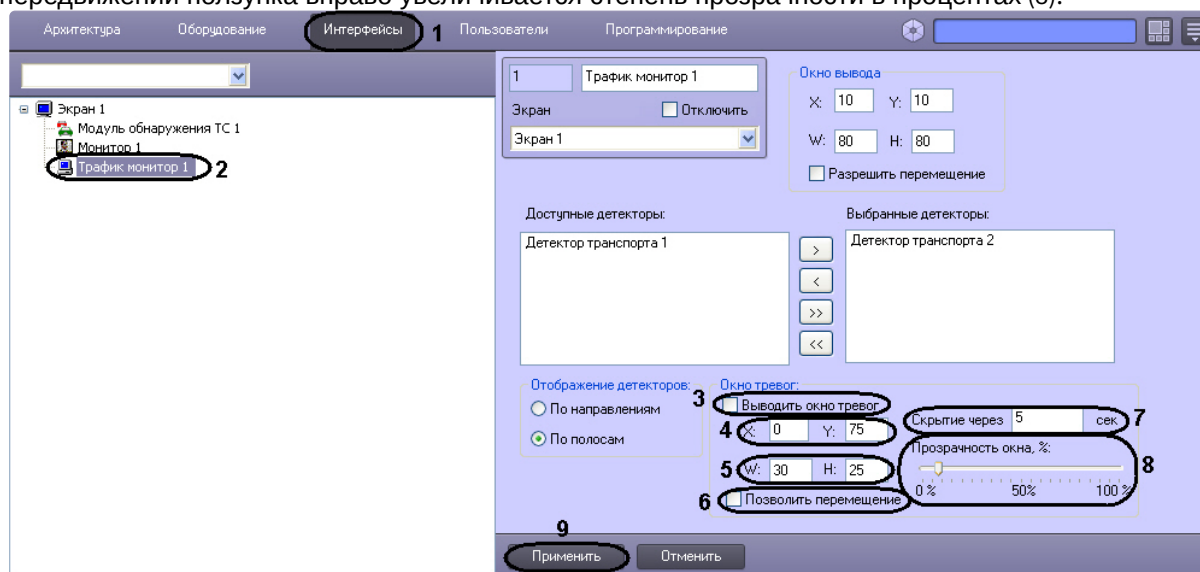 передвижении ползунка вправо увеличивается степень прозрачности в процентах (8).
Архитектура Оборудование Интерфейсы 1 Пользователи Программирование
Экран 1
Модуль обнаружения ТС 1
Монитор 1
Трафик монитор 1 2
1 Трафик монитор 1
Экран Отключить
Экран 1
Окно вывода
X: 10 Y: 10
W: 80 H: 80
Разрешить перемещение
Доступные детекторы: Выбранные детекторы:
Детектор транспорта 1 > Детектор транспорта 2
<
>>
<<
Отображение детекторов:
По направлениям
По полосам
Окно тревог:
3 Выводить окно тревог
4 X: 0 Y: 75
5 W: 30 H: 25
6 Позволить перемещение
Скрытие через 5 сек 7
Прозрачность окна, %:
8
0 % 50% 100 %
9
Применить Отменить